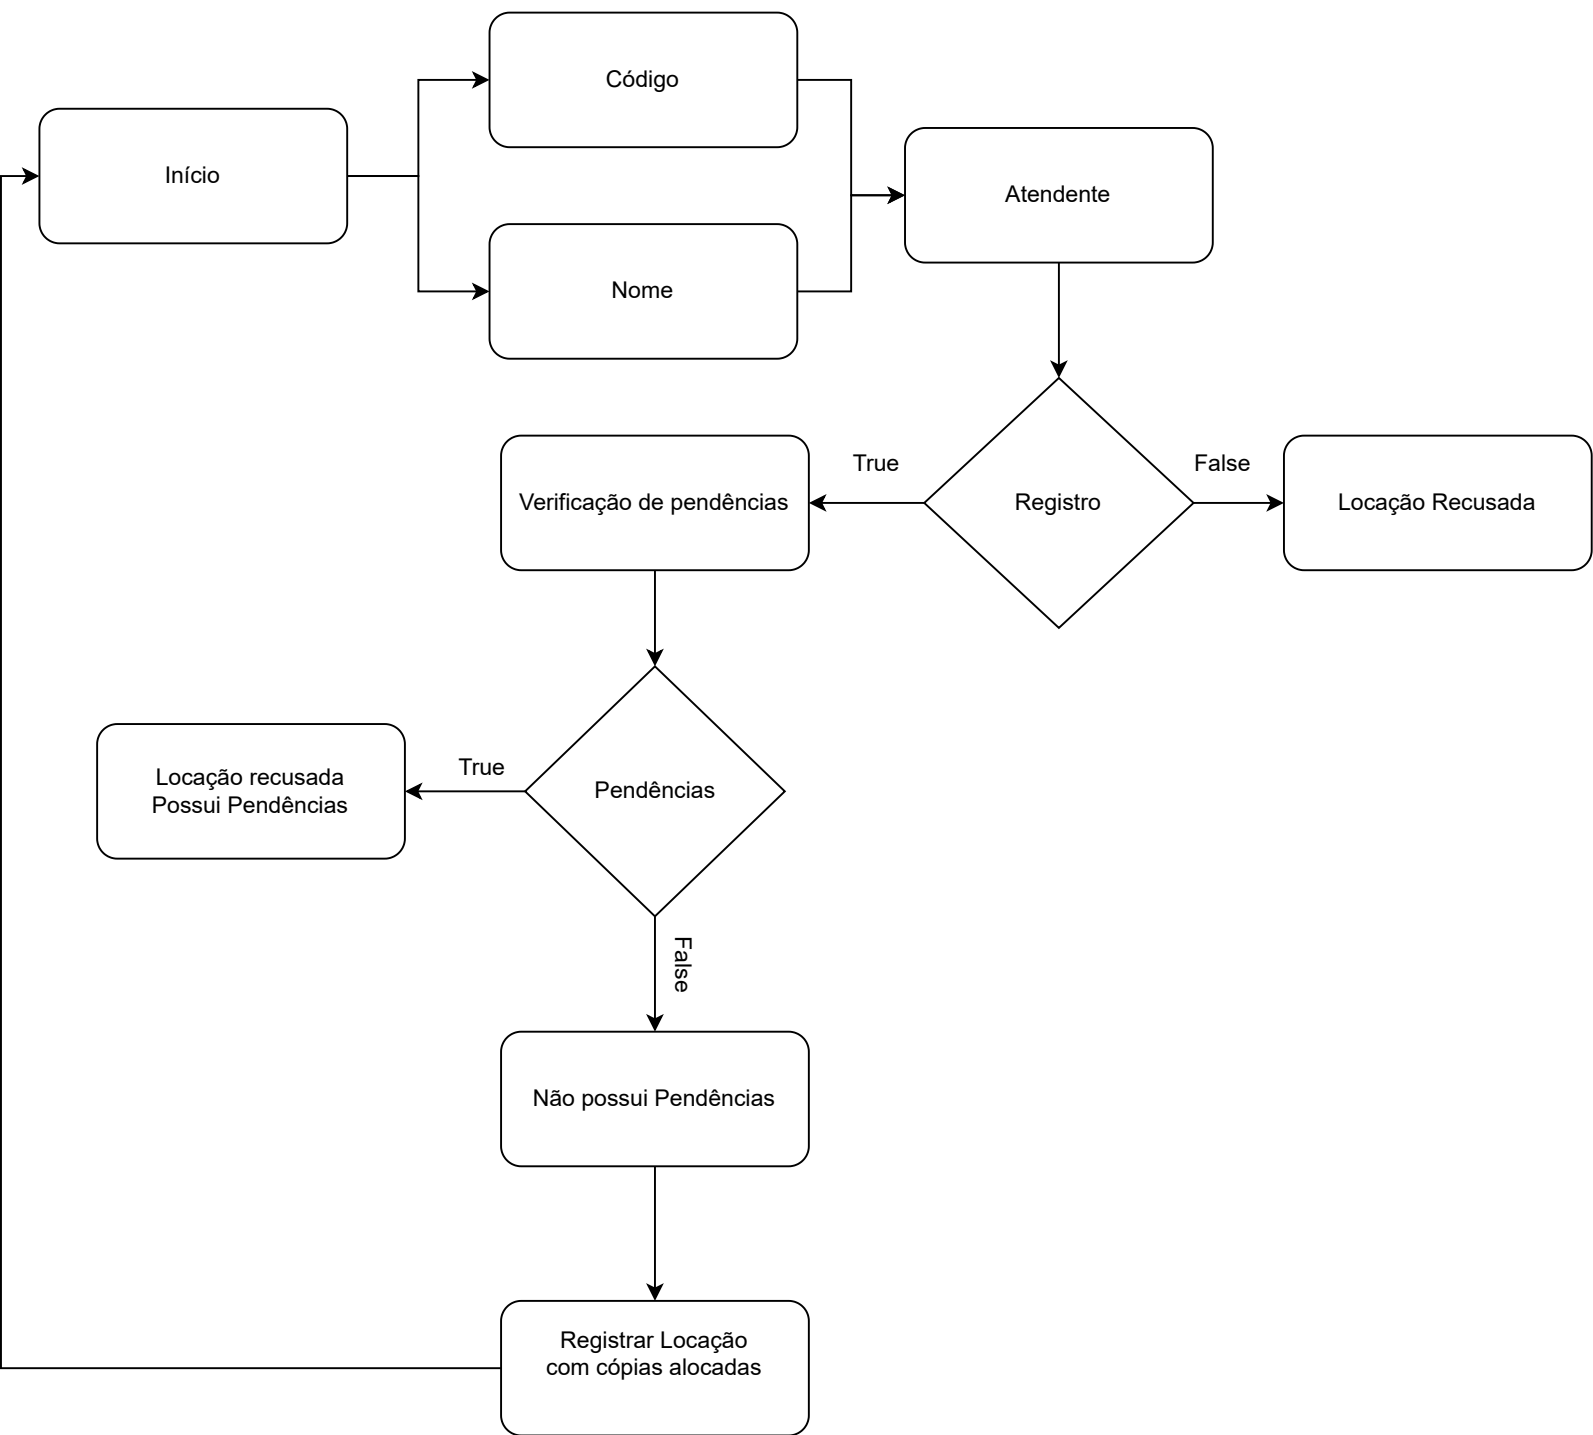 Código
Início
Atendente
Nome
True
False
Verificação de pendências
Registro
Locação Recusada
True
Locação recusada
Possui Pendências
Pendências
False
Não possui Pendências
Registrar Locação
com cópias alocadas